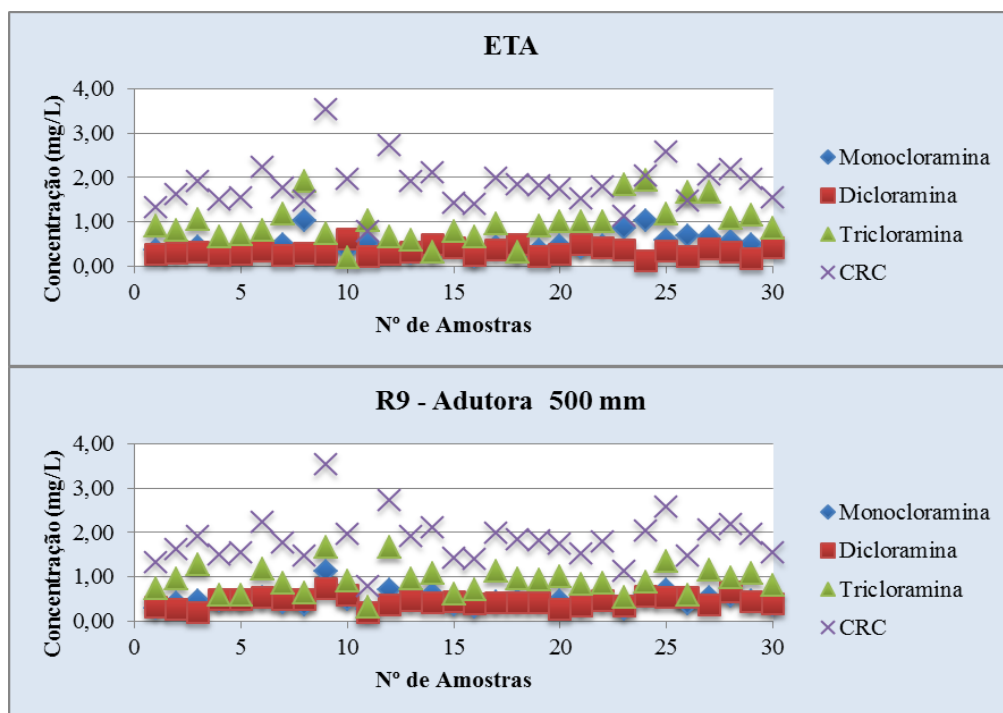 ETA
Concentração (mg/L)
4,00
3,00
2,00
1,00
0,00
0 5 10 15 20 25 30
Nº de Amostras
Monocloramina
Dicloramina
Tricloramina
CRC
R9 - Adutora 500 mm
Concentração (mg/L)
4,00
3,00
2,00
1,00
0,00
0 5 10 15 20 25 30
Nº de Amostras
Monocloramina
Dicloramina
Tricloramina
CRC